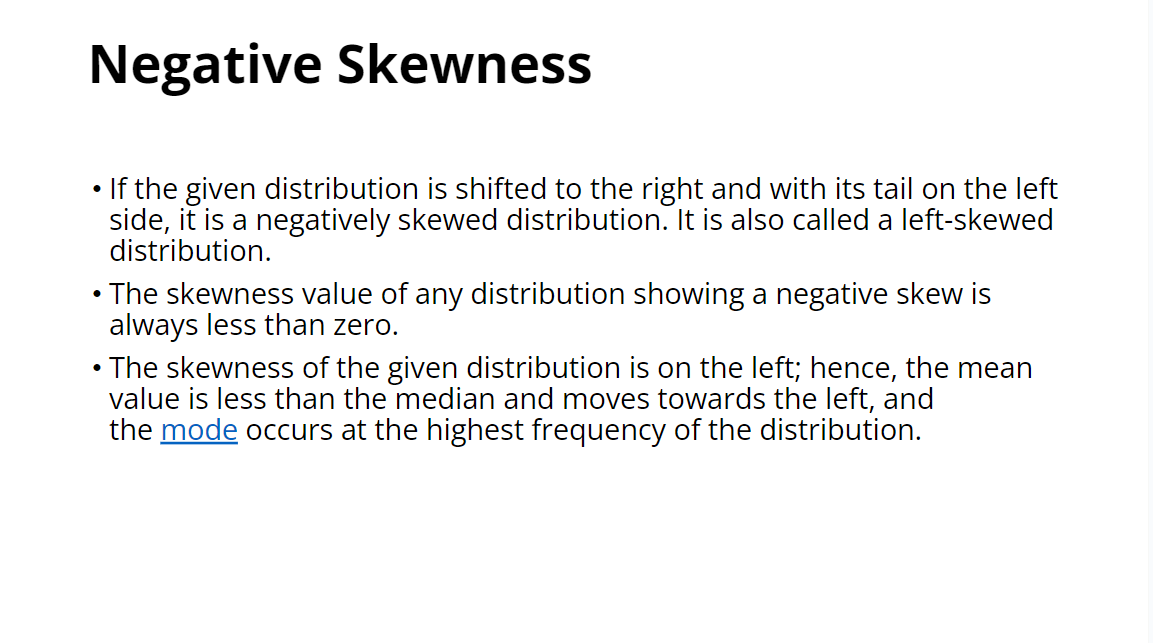 Negative Skewness
• If the given distribution is shifted to the right and with its tail on the left
side, it is a negatively skewed distribution. It is also called a left-skewed
distribution.
• The skewness value of any distribution showing a negative skew is
always less than zero.
• The skewness of the given distribution is on the left; hence, the mean
value is less than the median and moves towards the left, and
the mode occurs at the highest frequency of the distribution.